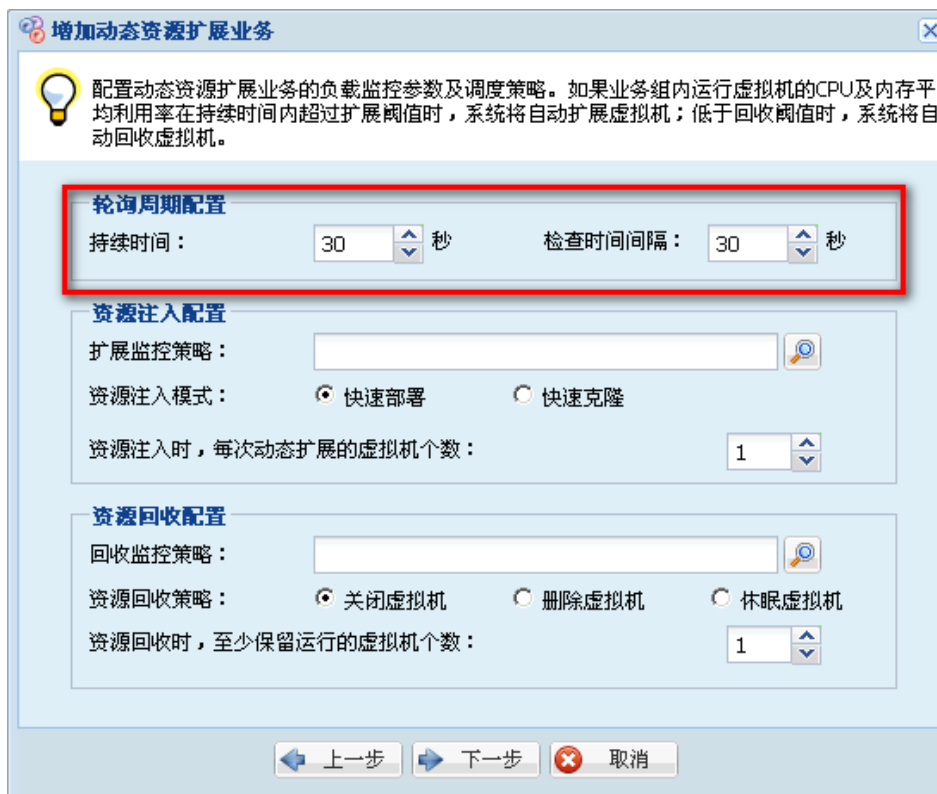 增加动态资源扩展业务
配置动态资源扩展业务的负载监控参数及调度策略。如果业务组内运行虚拟机的CPU及内存平
均利用率在持续时间内超过扩展阈值时，系统将自动扩展虚拟机；低于回收阈值时，系统将自
动回收虚拟机。
轮询周期配置
持续时间： 30 秒 检查时间间隔： 30 秒
资源注入配置
扩展监控策略：
资源注入模式： 快速部署 快速克隆
资源注入时，每次动态扩展的虚拟机个数： 1
资源回收配置
回收监控策略：
资源回收策略： 关闭虚拟机 删除虚拟机 休眠虚拟机
资源回收时，至少保留运行的虚拟机个数： 1
上一步 下一步 取消